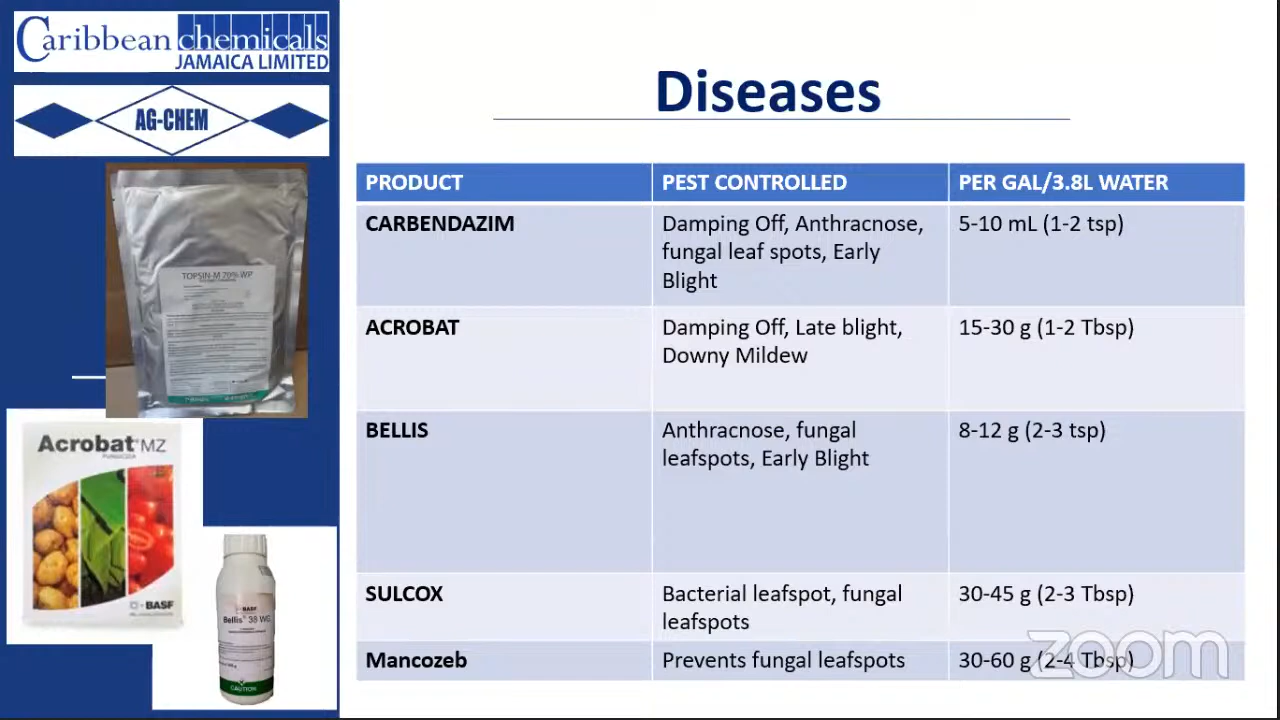 Caribbean chemicals
JAMAICA LIMITED
AG-CHEM
TOPSIN-M 70% WP
Acrobat MZ
FUNGICIDA
BASF
BASF
Bellis 38 WG
CAUTION
Diseases
PRODUCT PEST CONTROLLED PER GAL/3.8L WATER
CARBENDAZIM Damping Off, Anthracnose, 5-10 mL (1-2 tsp)
fungal leaf spots, Early
Blight
ACROBAT Damping Off, Late blight, 15-30 g (1-2 Tbsp)
Downy Mildew
BELLIS Anthracnose, fungal 8-12 g (2-3 tsp)
leafspots, Early Blight
SULCOX Bacterial leafspot, fungal 30-45 g (2-3 Tbsp)
leafspots
Mancozeb Prevents fungal leafspots 30-60 g (2-4 Tbsp)
zoom